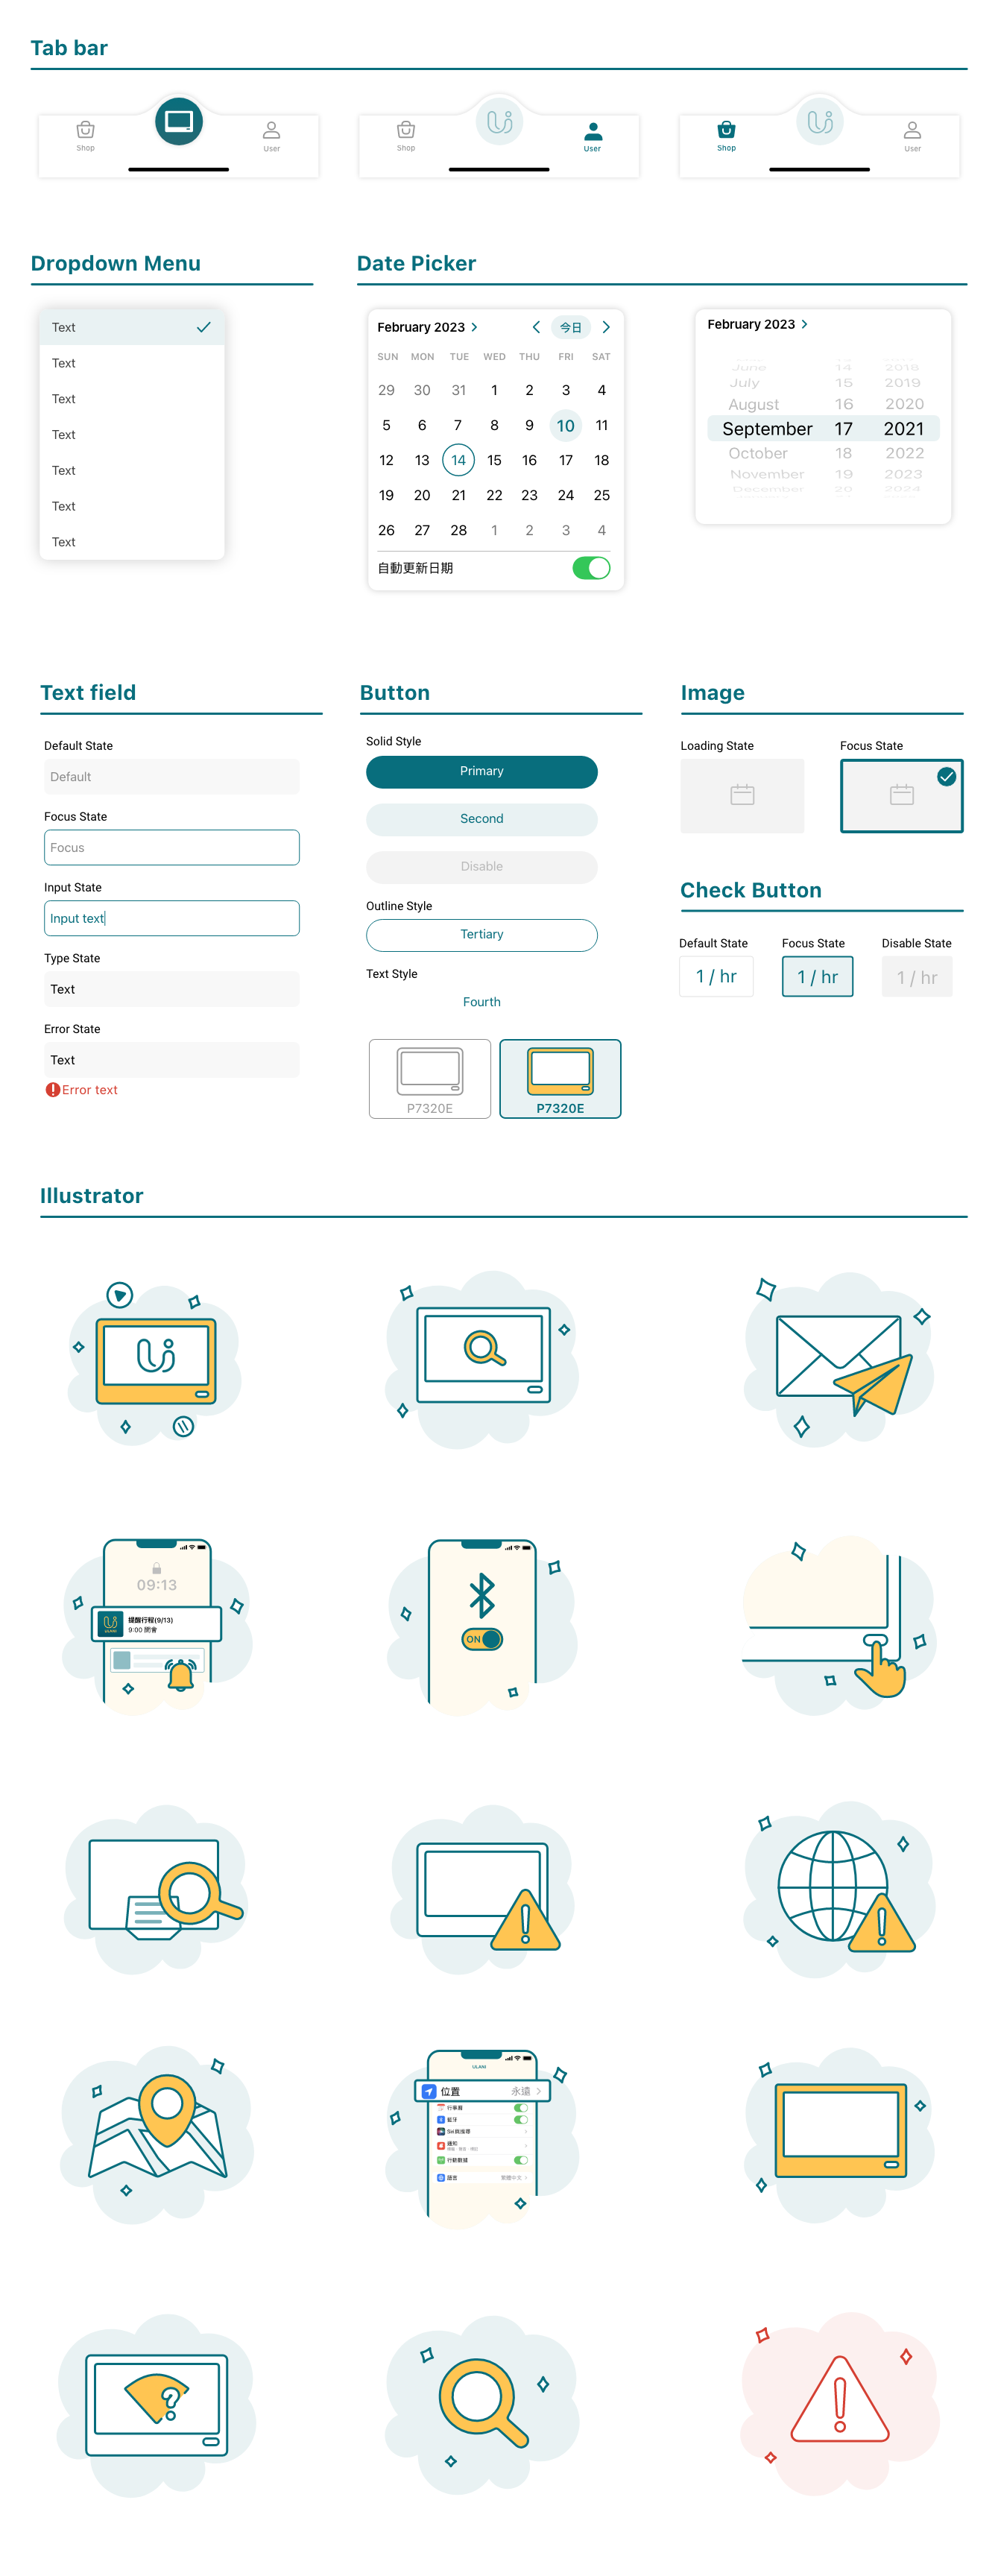 Tab bar
Shop
User
Shop
User
Shop
User
Dropdown Menu
Date Picker
Text
Text
Text
Text
Text
Text
Text
February 2023
今日
SUN MON TUE WED THU FRI SAT
29 30 31 1 2 3 4
5 6 7 8 9 10 11
12 13 14 15 16 17 18
19 20 21 22 23 24 25
26 27 28 1 2 3 4
自動更新日期
February 2023
June 14 2018
July 15 2019
August 16 2020
September 17 2021
October 18 2022
November 19 2023
December 20 2024
Text field
Default State
Default
Focus State
Focus
Input State
Input text
Type State
Text
Error State
Text
Error text
Button
Solid Style
Primary
Second
Disable
Outline Style
Tertiary
Text Style
Fourth
P7320E
P7320E
Image
Loading State
Focus State
Check Button
Default State
Focus State
Disable State
1 / hr
1 / hr
1 / hr
Illustrator
09:13
提醒行程(9/13)
9:00 開會
ON
位置
永遠
行事曆
藍牙
Siri 與搜尋
通知
行動數據
語言
繁體中文